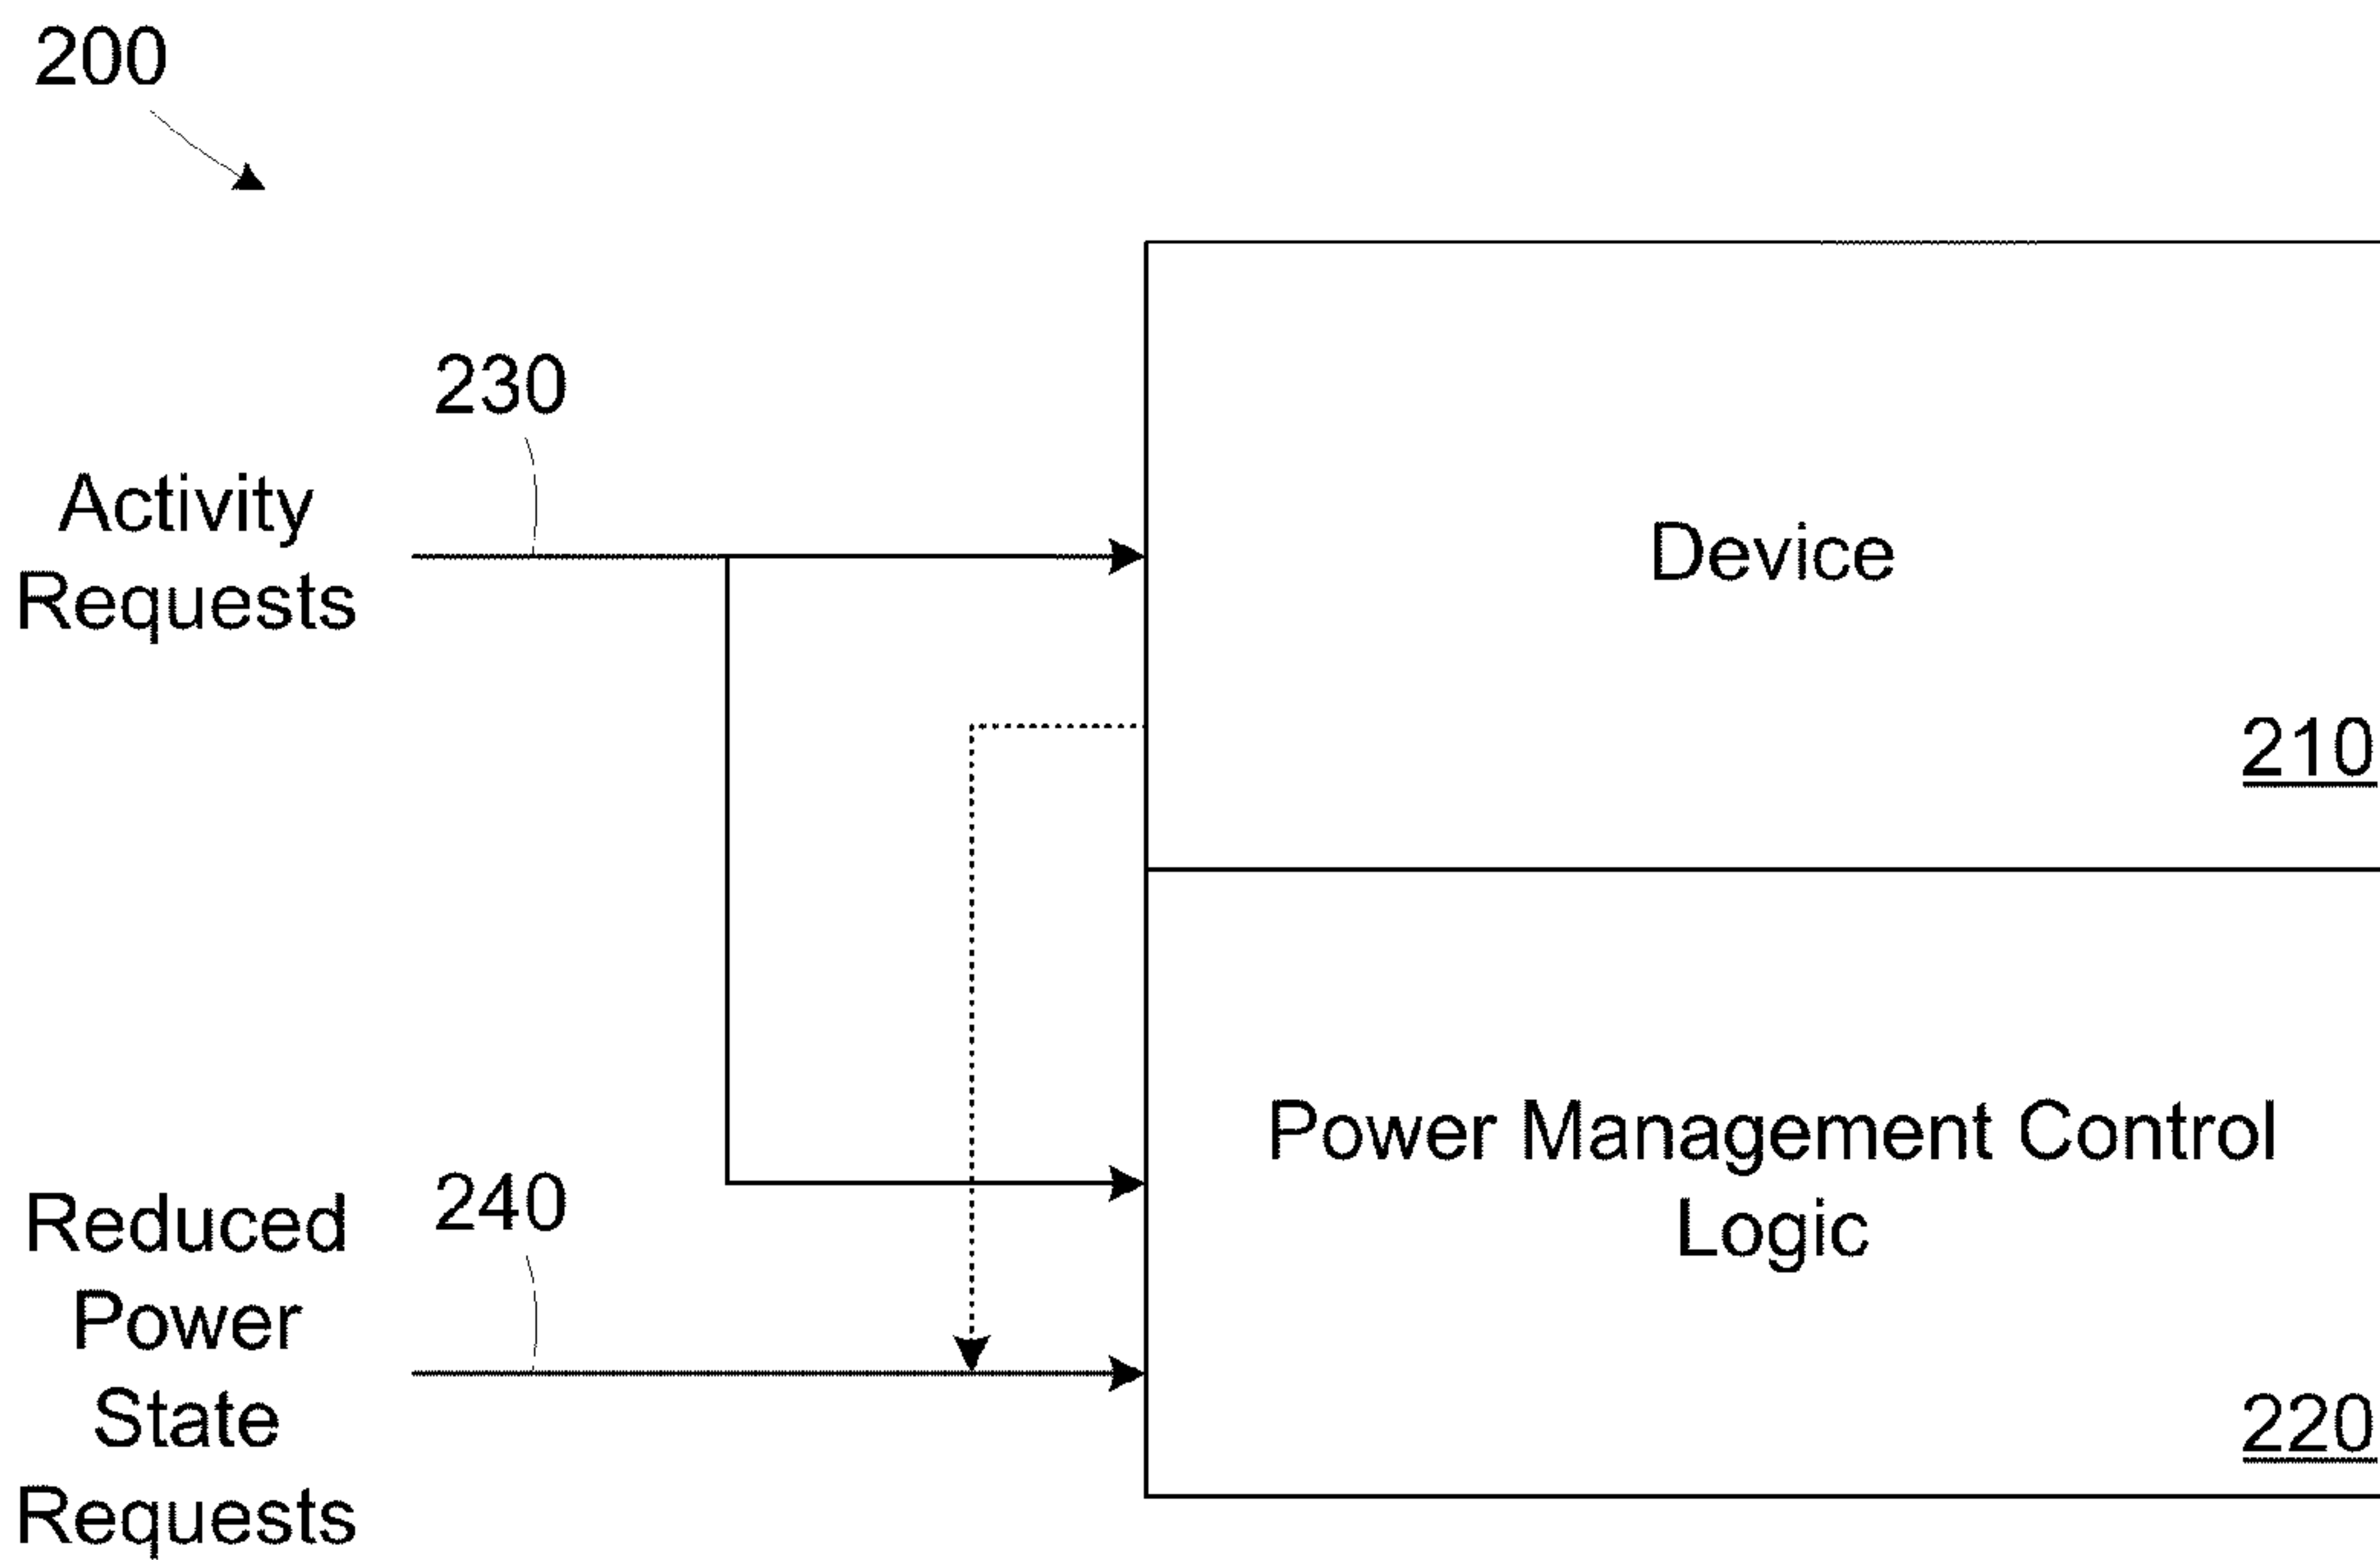 200
230
Activity
Requests
Device
210
Power Management Control
Logic
240
Reduced
Power
State
Requests
220